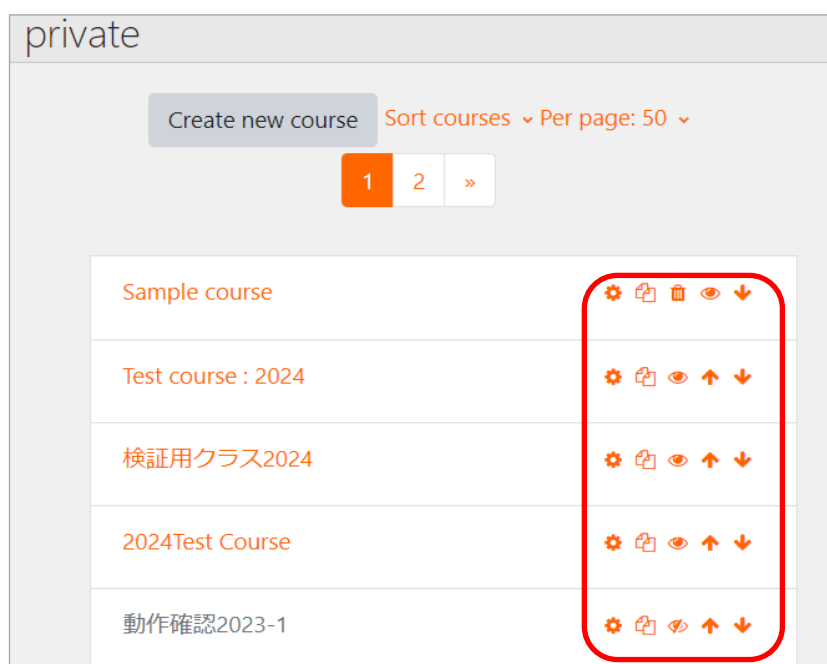 private
Create new course Sort courses Per page: 50
1 2 »
Sample course
Test course : 2024
検証用クラス2024
2024Test Course
動作確認2023-1